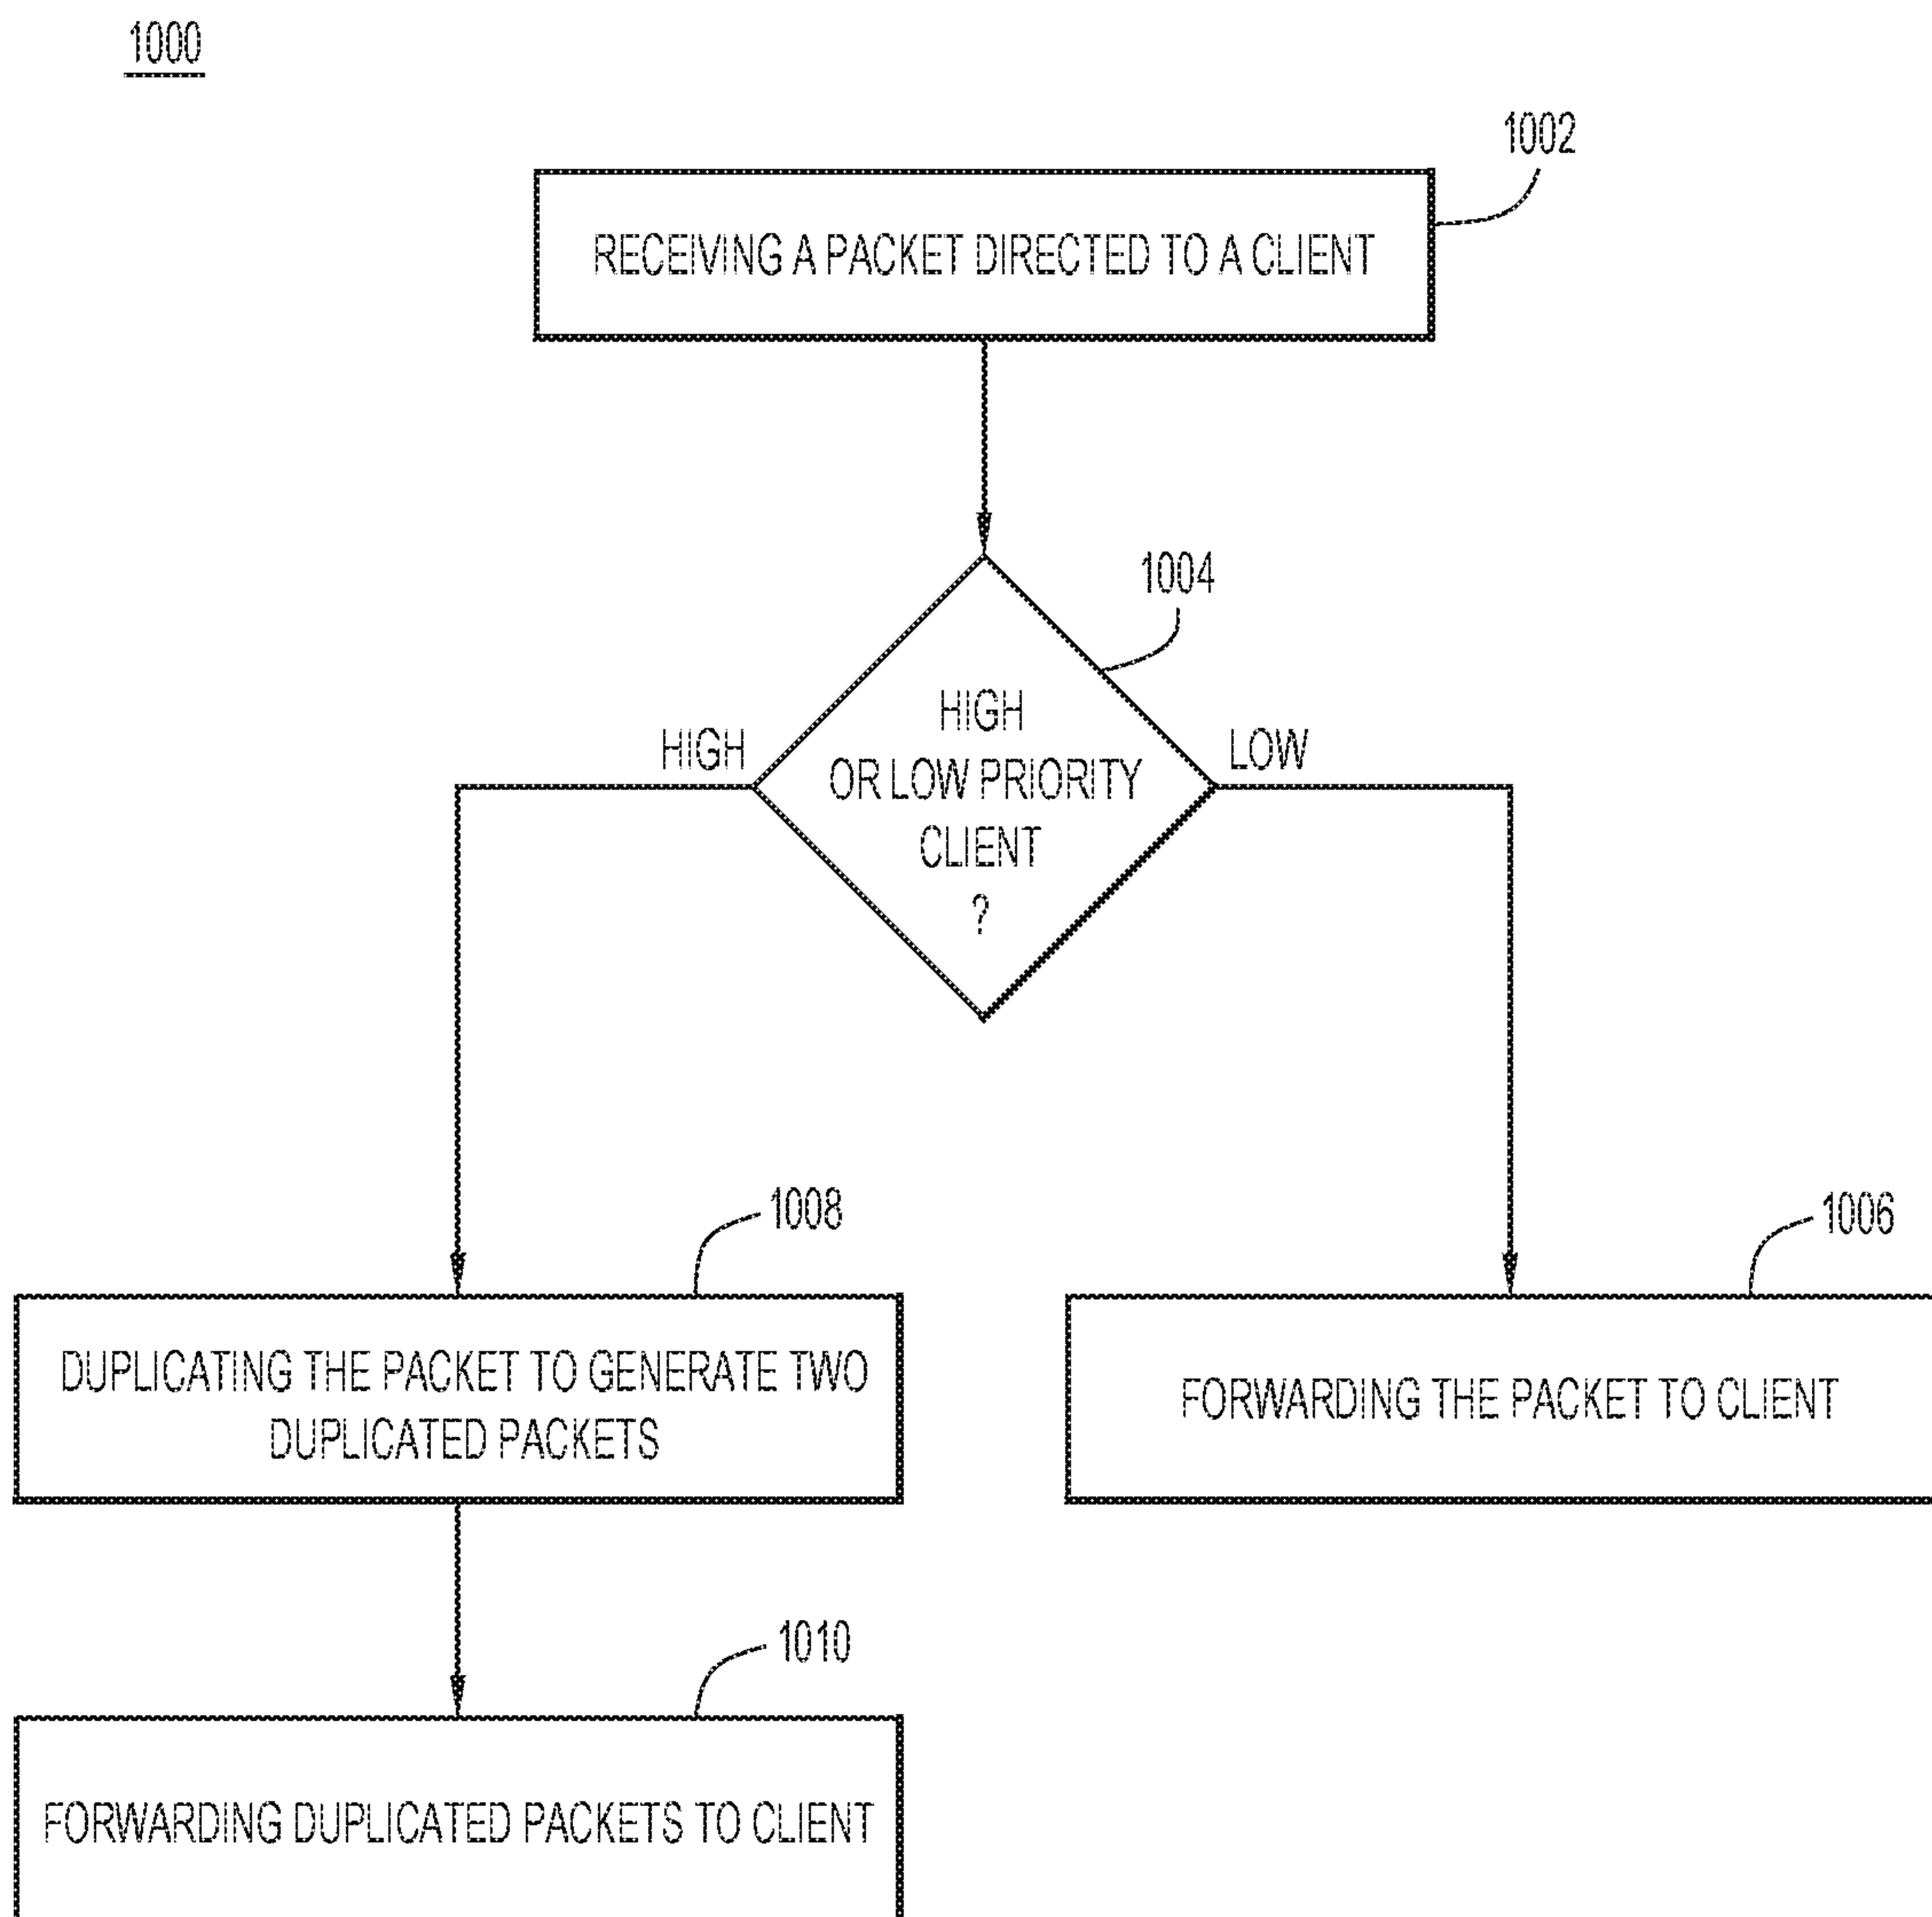 1000
1002
RECEIVING A PACKET DIRECTED TO A CLIENT
1004
HIGH
OR LOW PRIORITY
CLIENT
?
HIGH
LOW
1008
DUPLICATING THE PACKET TO GENERATE TWO
DUPLICATED PACKETS
1006
FORWARDING THE PACKET TO CLIENT
1010
FORWARDING DUPLICATED PACKETS TO CLIENT